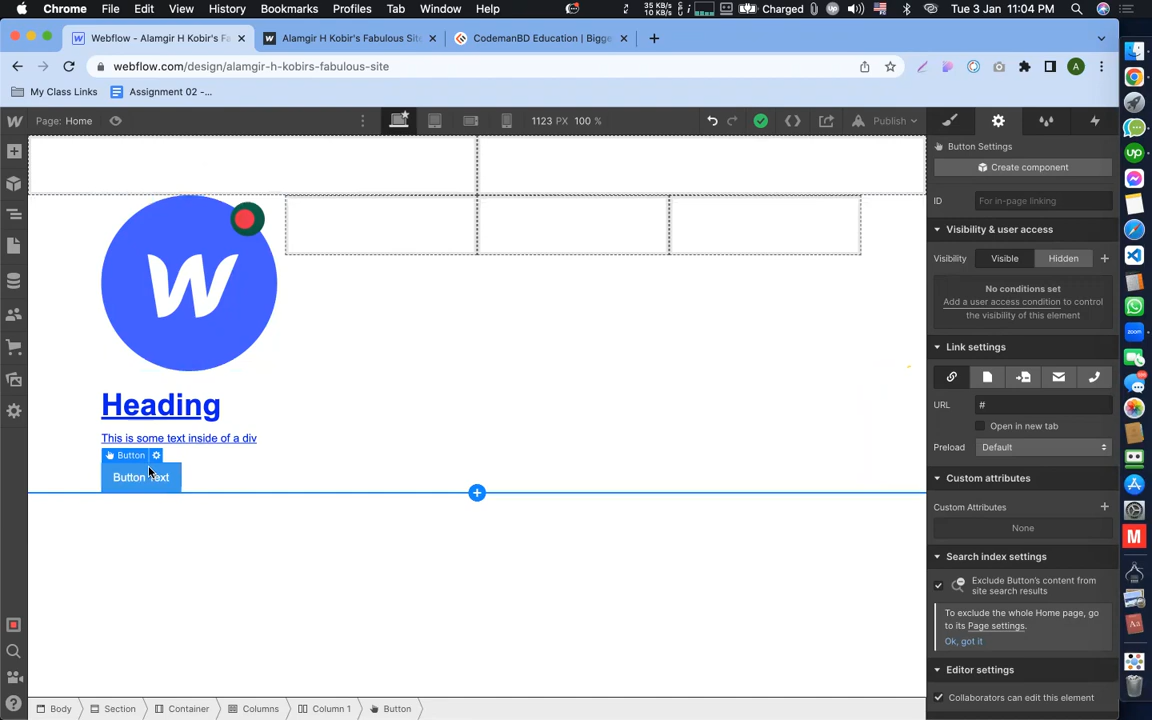 Chrome File Edit View History Bookmarks Profiles Tab Window Help
35 KB/s
10 KB/s
Charged
Tue 3 Jan 11:04 PM
Webflow - Alamgir H Kobir's Fa
Alamgir H Kobir's Fabulous Sit
CodemanBD Education | Bigge
webflow.com/design/alamgir-h-kobirs-fabulous-site
A
My Class Links
Assignment 02 -...
Page: Home
1123 PX 100 %
Publish
Button Settings
Create component
ID
For in-page linking
Visibility & user access
Visibility
Visible
Hidden
No conditions set
Add a user access condition to control
the visibility of this element
Link settings
URL
#
Open in new tab
Preload
Default
Custom attributes
Custom Attributes
None
Search index settings
Exclude Button's content from
site search results
To exclude the whole Home page, go
to its Page settings.
Ok, got it
Editor settings
Collaborators can edit this element
Heading
This is some text inside of a div
Button
Button Text
Body
Section
Container
Columns
Column 1
Button